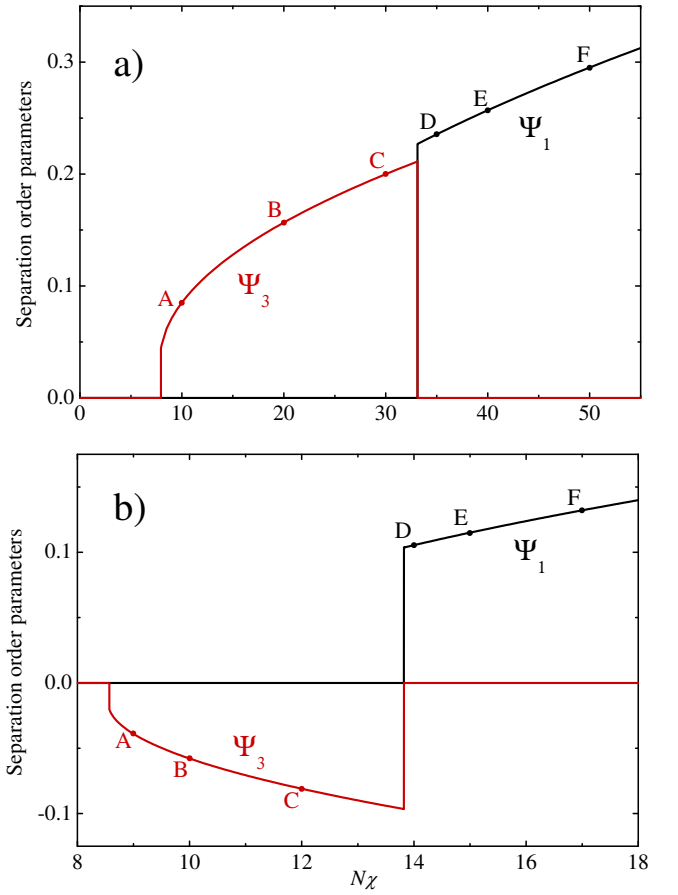 a)
Separation order parameters
0.3
0.2
0.1
0.0
A
B
C
D
E
F
Ψ3
Ψ1
0 10 20 30 40 50
b)
Separation order parameters
0.1
0.0
-0.1
D
E
F
Ψ1
A
B
C
Ψ3
8 10 12 14 16 18
Nχ